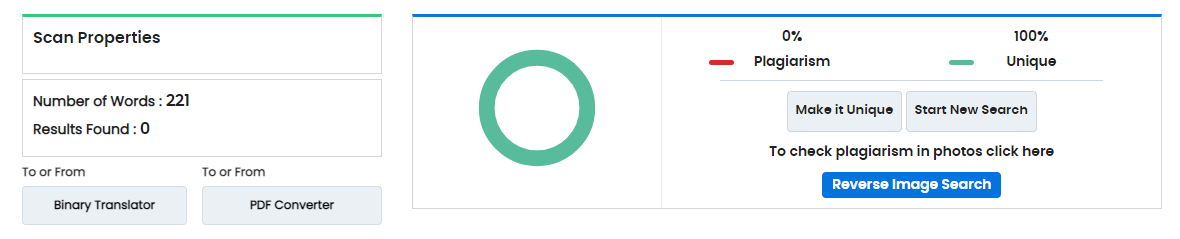 Scan Properties
Number of Words : 221
Results Found : 0
To or From
To or From
Binary Translator
PDF Converter
0%
100%
Plagiarism
Unique
Make it Unique
Start New Search
To check plagiarism in photos click here
Reverse Image Search